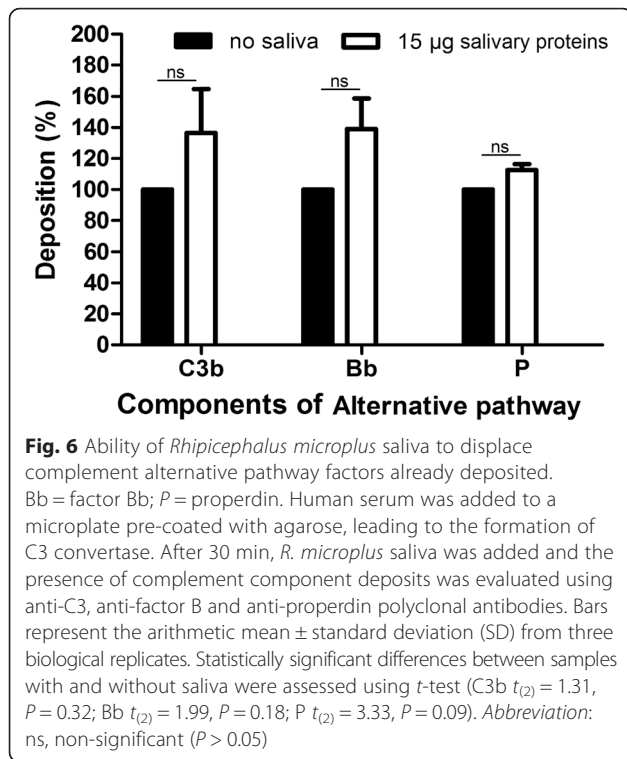 no saliva 15 µg salivary proteins
200
180
160
140
120
100
80
60
40
20
0
Deposition (%)
ns ns ns
C3b Bb P
Components of Alternative pathway
Fig. 6 Ability of Rhipicephalus microplus saliva to displace
complement alternative pathway factors already deposited.
Bb = factor Bb; P = properdin. Human serum was added to a
microplate pre-coated with agarose, leading to the formation of
C3 convertase. After 30 min, R. microplus saliva was added and the
presence of complement component deposits was evaluated using
anti-C3, anti-factor B and anti-properdin polyclonal antibodies. Bars
represent the arithmetic mean ± standard deviation (SD) from three
biological replicates. Statistically significant differences between samples
with and without saliva were assessed using t-test (C3b t(2) = 1.31,
P = 0.32; Bb t(2) = 1.99, P = 0.18; P t(2) = 3.33, P = 0.09). Abbreviation:
ns, non-significant (P > 0.05)